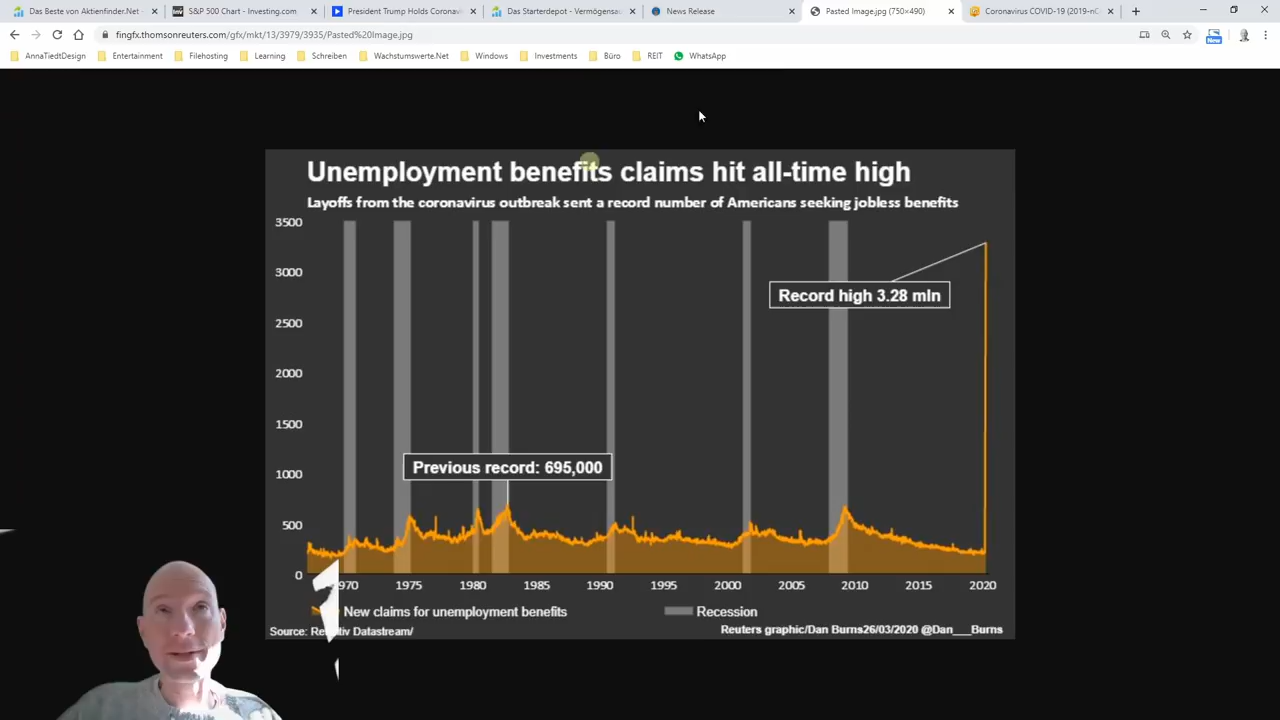 Das Beste von Aktienfinder.Net -
S&P 500 Chart - Investing.com
President Trump Holds Coronavi
Das Starterdepot - Vermögensau
News Release
Pasted Image.jpg (750×490)
Coronavirus COVID-19 (2019-nC
fingfx.thomsonreuters.com/gfx/mkt/13/3979/3935/Pasted%20Image.jpg
AnnaTiedtDesign
Entertainment
Filehosting
Learning
Schreiben
Wachstumswerte.Net
Windows
Investments
Büro
REIT
WhatsApp
Unemployment benefits claims hit all-time high
Layoffs from the coronavirus outbreak sent a record number of Americans seeking jobless benefits
3500
3000
2500
2000
1500
1000
500
0
Record high 3.28 mln
Previous record: 695,000
970 1975 1980 1985 1990 1995 2000 2005 2010 2015 2020
New claims for unemployment benefits
Recession
Source: Re tiv Datastream/
Reuters graphic/Dan Burns26/03/2020 @Dan___Burns